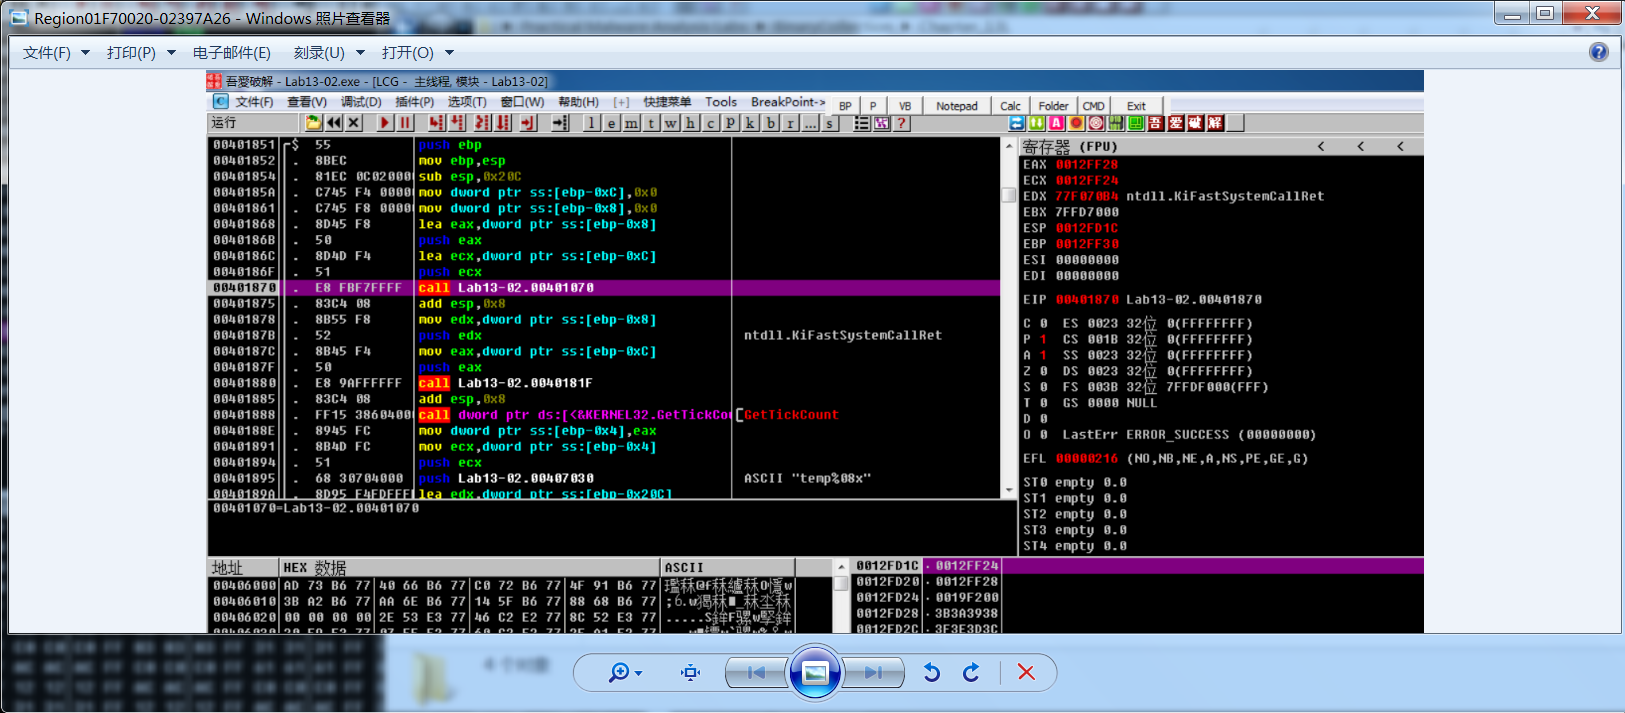 Region01F70020-02397A26 - Windows 照片查看器
文件(F) 打印(P) 电子邮件(E) 刻录(U) 打开(O)
吾愛破解 - Lab13-02.exe - [LCG - 主线程, 模块 - Lab13-02]
C 文件(F) 查看(V) 调试(D) 插件(P) 选项(T) 窗口(W) 帮助(H) [+] 快捷菜单 Tools BreakPoint-> BP P VB Notepad Calc Folder CMD Exit
运行 l e m t w h c p k b r ... s ? 吾 爱 破 解
00401851 $ 55 push ebp
00401852 . 8BEC mov ebp,esp
00401854 . 81EC 0C02000 sub esp,0x20C
0040185A . C745 F4 0000 mov dword ptr ss:[ebp-0xC],0x0
00401861 . C745 F8 0000 mov dword ptr ss:[ebp-0x8],0x0
00401868 . 8D45 F8 lea eax,dword ptr ss:[ebp-0x8]
0040186B . 50 push eax
0040186C . 8D4D F4 lea ecx,dword ptr ss:[ebp-0xC]
0040186F . 51 push ecx
00401870 . E8 FBF7FFFF call Lab13-02.00401070
00401875 . 83C4 08 add esp,0x8
00401878 . 8B55 F8 mov edx,dword ptr ss:[ebp-0x8]
0040187B . 52 push edx ntdll.KiFastSystemCallRet
0040187C . 8B45 F4 mov eax,dword ptr ss:[ebp-0xC]
0040187F . 50 push eax
00401880 . E8 9AFFFFFF call Lab13-02.0040181F
00401885 . 83C4 08 add esp,0x8
00401888 . FF15 3860400 call dword ptr ds:[<&KERNEL32.GetTickCou GetTickCount
0040188E . 8945 FC mov dword ptr ss:[ebp-0x4],eax
00401891 . 8B4D FC mov ecx,dword ptr ss:[ebp-0x4]
00401894 . 51 push ecx
00401895 . 68 30704000 push Lab13-02.00407030 ASCII "temp%08x"
0040189A . 8D95 F4FDFFFF lea edx,dword ptr ss:[ebp-0x20C]
00401070=Lab13-02.00401070
寄存器 (FPU) < < <
EAX 0012FF28
ECX 0012FF24
EDX 77F070B4 ntdll.KiFastSystemCallRet
EBX 7FFD7000
ESP 0012FD1C
EBP 0012FF30
ESI 00000000
EDI 00000000
EIP 00401870 Lab13-02.00401870
C 0 ES 0023 32位 0(FFFFFFFF)
P 1 CS 001B 32位 0(FFFFFFFF)
A 1 SS 0023 32位 0(FFFFFFFF)
Z 0 DS 0023 32位 0(FFFFFFFF)
S 0 FS 003B 32位 7FFDF000(FFF)
T 0 GS 0000 NULL
D 0
O 0 LastErr ERROR_SUCCESS (00000000)
EFL 00000216 (NO,NB,NE,A,NS,PE,GE,G)
ST0 empty 0.0
ST1 empty 0.0
ST2 empty 0.0
ST3 empty 0.0
ST4 empty 0.0
地址 HEX 数据 ASCII
00406000 AD 73 B6 77 40 66 B6 77 C0 72 B6 77 4F 91 B6 77
00406010 3B A2 B6 77 AA 6E B6 77 14 5F B6 77 88 68 B6 77
00406020 00 00 00 00 2E 53 E3 77 46 C2 E2 77 8C 52 E3 77
0012FD1C 0012FF24
0012FD20 0012FF28
0012FD24 0019F200
0012FD28 3B3A3938
0012FD2C 3F3E3D3C